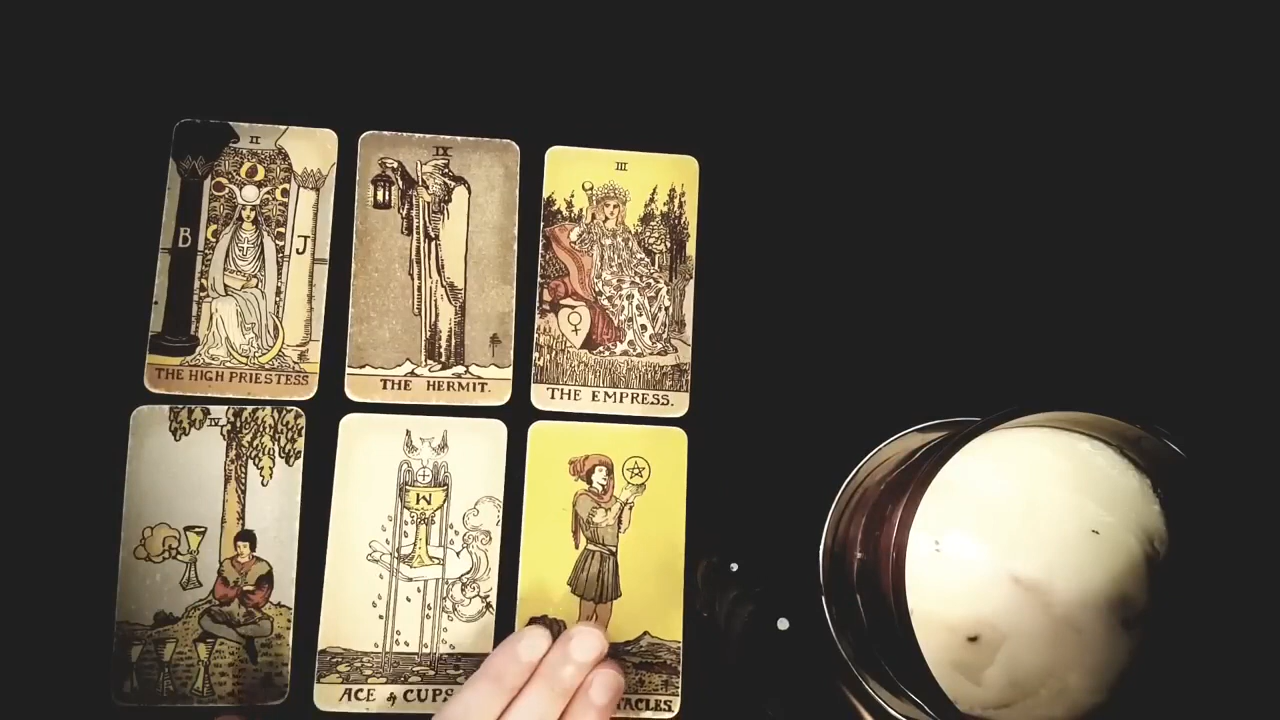 II
IX
III
B
J
THE HIGH PRIESTESS
THE HERMIT.
THE EMPRESS.
IV
W
ACE of CUPS
TACLES.